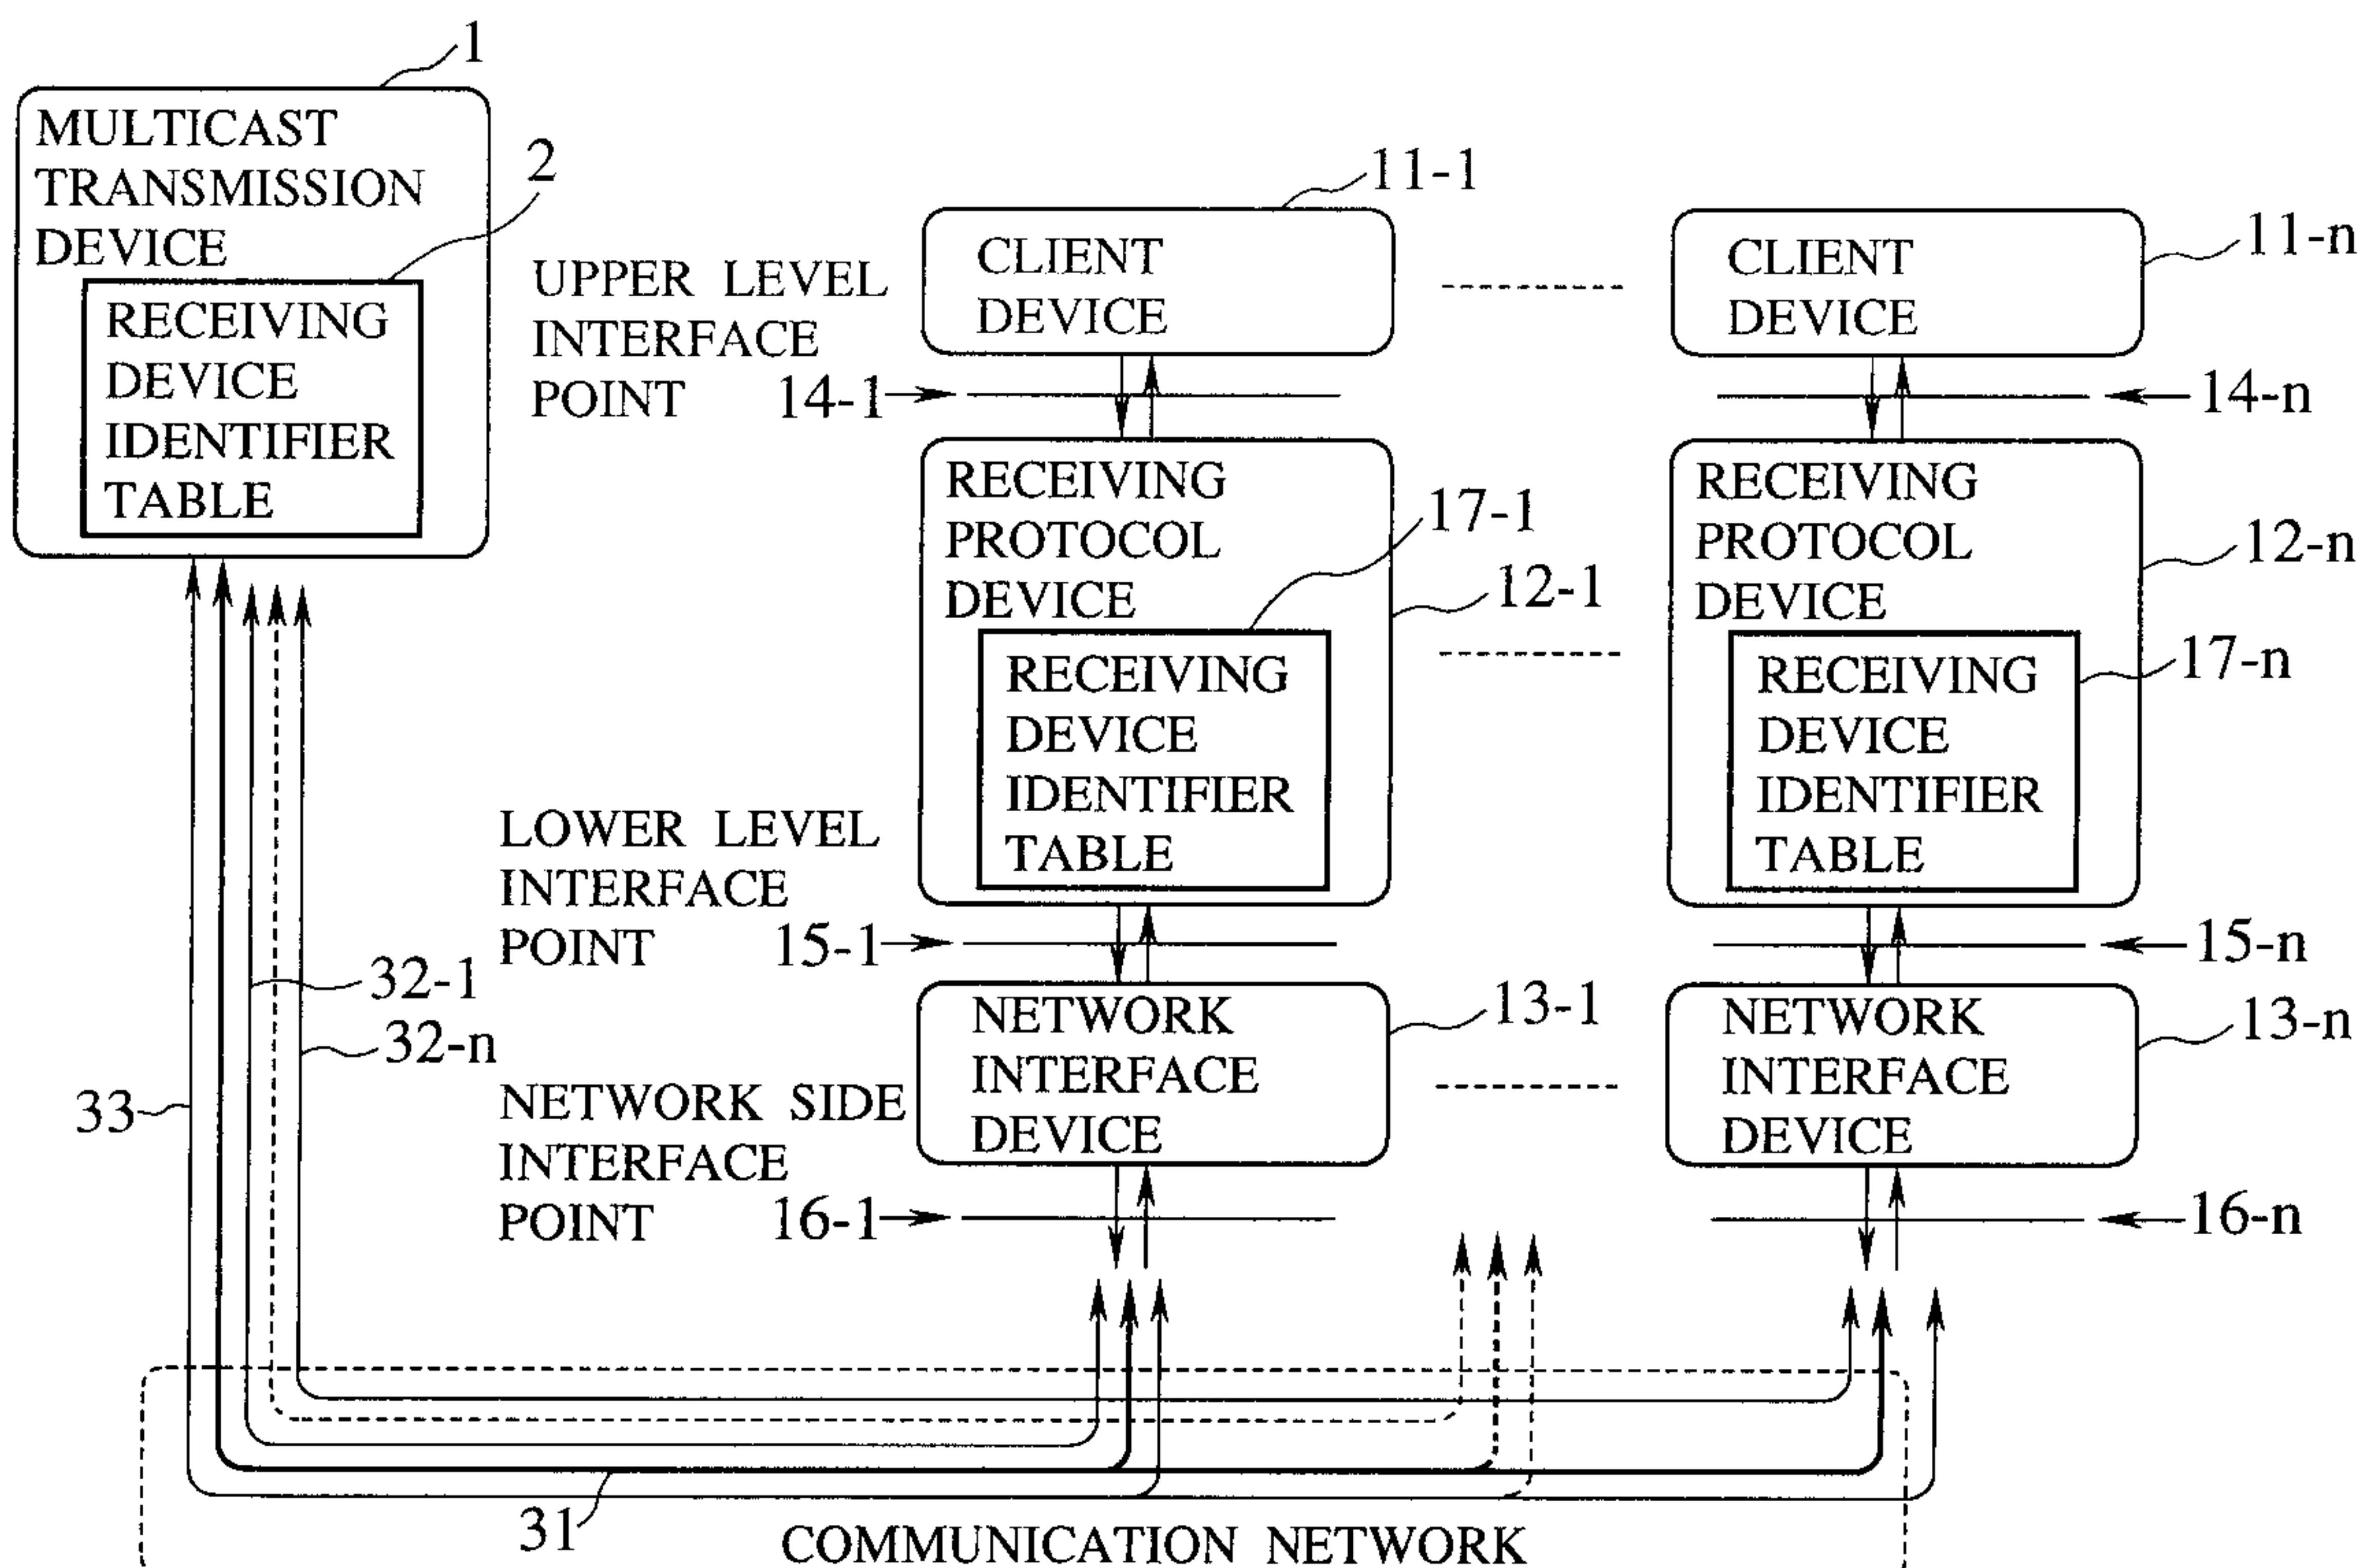 1
MULTICAST
TRANSMISSION
DEVICE
2
RECEIVING
DEVICE
IDENTIFIER
TABLE
UPPER LEVEL
INTERFACE
POINT 14-1
11-1
CLIENT
DEVICE
11-n
CLIENT
DEVICE
14-n
RECEIVING
PROTOCOL
DEVICE
17-1
12-1
RECEIVING
DEVICE
IDENTIFIER
TABLE
RECEIVING
PROTOCOL
DEVICE
12-n
17-n
RECEIVING
DEVICE
IDENTIFIER
TABLE
LOWER LEVEL
INTERFACE
POINT 15-1
15-n
32-1
32-n
33
NETWORK
INTERFACE
DEVICE
13-1
NETWORK
INTERFACE
DEVICE
13-n
NETWORK SIDE
INTERFACE
POINT 16-1
16-n
31
COMMUNICATION NETWORK